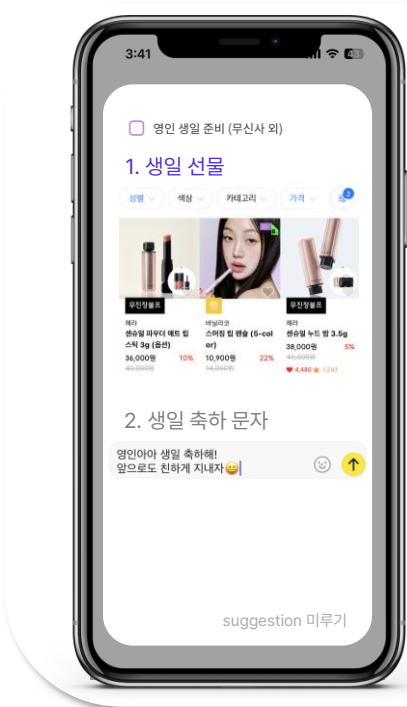 3:41
43
영인 생일 준비 (무신사 외)
1. 생일 선물
성별
색상
카테고리
가격
2
무진장블프
무진장블프
헤라
센슈얼 파우더 매트 립
스틱 3g (옵션)
36,000원 10%
40,000원
바닐라코
스머징 립 펜슬 (5-col
or)
10,900원 22%
14,000원
헤라
센슈얼 누드 밤 3.5g
38,000원 5%
40,000원
4,480 1,243
2. 생일 축하 문자
영인아아 생일 축하해!
앞으로도 친하게 지내자😄
suggestion 미루기